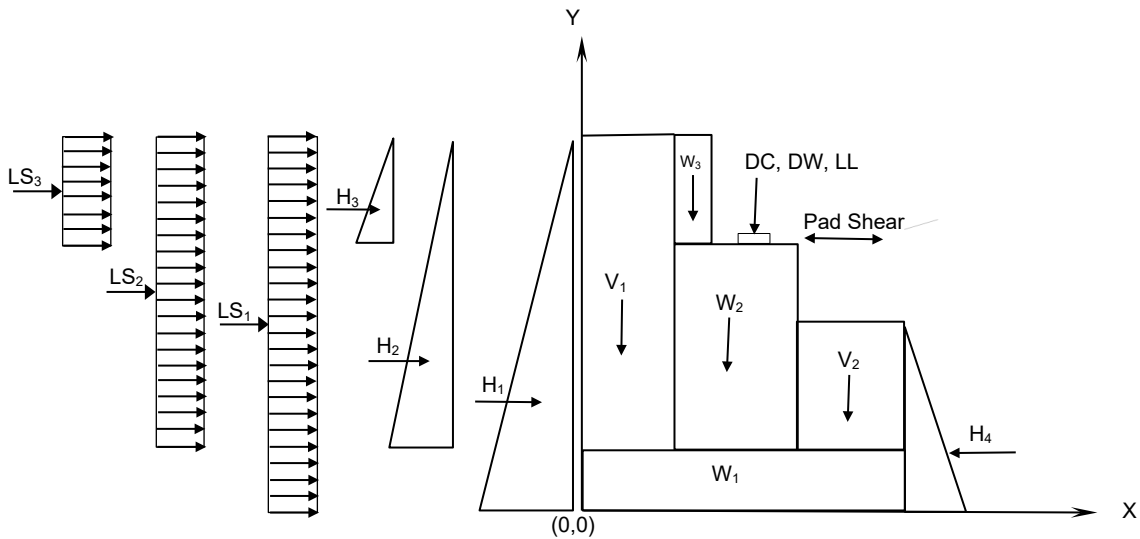 Y
W₃
DC, DW, LL
LS₃
H₃
Pad Shear
LS₂
V₁
W₂
LS₁
H₂
V₂
H₁
H₄
W₁
X
(0,0)